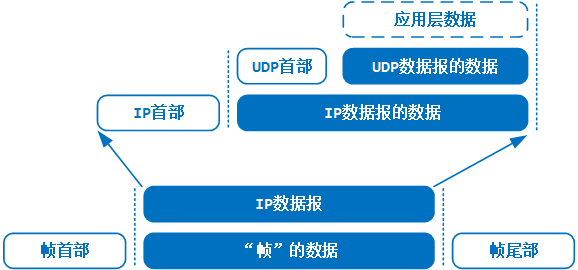 应用层数据
UDP首部
UDP数据报的数据
IP首部
IP数据报的数据
IP数据报
帧首部
“帧”的数据
帧尾部